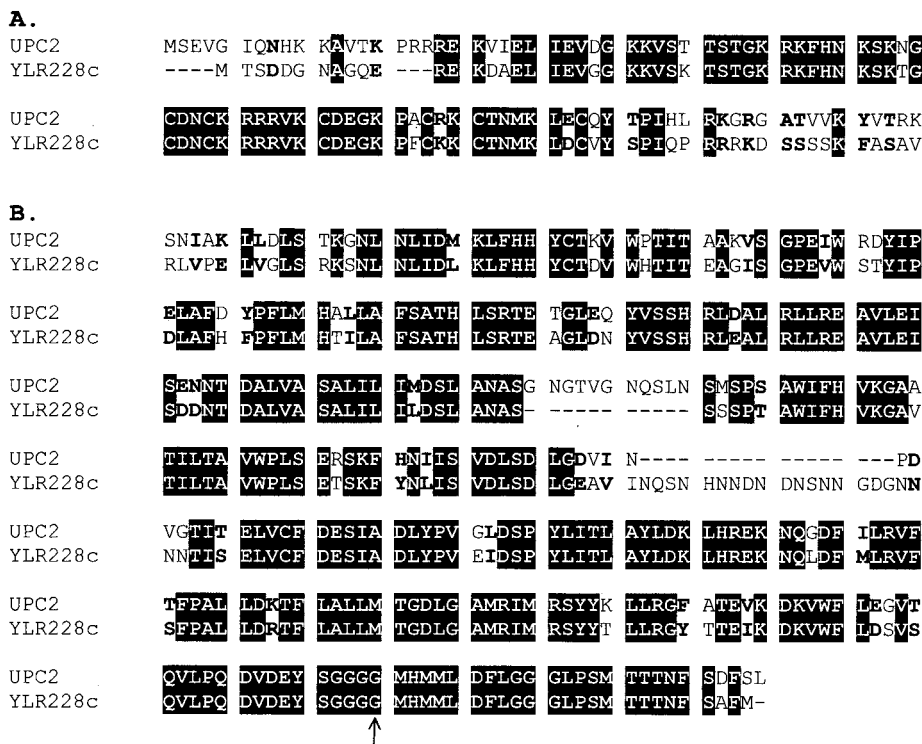 A.
UPC2 MSEVG IQNHK KAVTK PRRRE KVIEL IEVDG KKVST TSTGK RKFHN KSKNG
YLR228c ----M TSDDG NAGQE ---RE KDAEL IEVGG KKVSK TSTGK RKFHN KSKTG
UPC2 CDNCK RRRVK CDEGK PACRK CTNMK LECQY TPIHL RKGRG ATVVK YVTRK
YLR228c CDNCK RRRVK CDEGK PFCKK CTNMK LDCVY SPIQP RRRKD SSSSK FASAV
B.
UPC2 SNIAK LLDLS TKGNL NLIDM KLFHH YCTKV WPTIT AAKVS GPEIW RDYIP
YLR228c RLVPE LVGLS RKSNL NLIDL KLFHH YCTDV WHTIT EAGIS GPEVW STYIP
UPC2 ELAFD YPFLM HALLA FSATH LSRTE TGLEQ YVSSH RLDAL RLLRE AVLEI
YLR228c DLAFH FPFLM HTILA FSATH LSRTE AGLDN YVSSH RLEAL RLLRE AVLEI
UPC2 SENNT DALVA SALIL IMDSL ANASG NGTVG NQSLN SMSPS AWIFH VKGAA
YLR228c SDDNT DALVA SALIL ILDSL ANAS- ----- ----- SSSPT AWIFH VKGAV
UPC2 TILTA VWPLS ERSKF HNIIS VDLSD LGDVI N---- ----- ----- ---PD
YLR228c TILTA VWPLS ETSKF YNLIS VDLSD LGEAV INQSN HNNDN DNSNN GDGNN
UPC2 VGTIT ELVCF DESIA DLYPV GLDSP YLITL AYLDK LHREK NQGDF ILRVF
YLR228c NNTIS ELVCF DESIA DLYPV EIDSP YLITL AYLDK LHREK NQLDF MLRVF
UPC2 TFPAL LDKTF LALLM TGDLG AMRIM RSYYK LLRGF ATEVK DKVWF LEGVT
YLR228c SFPAL LDRTF LALLM TGDLG AMRIM RSYYT LLRGY TTEIK DKVWF LDSVS
UPC2 QVLPQ DVDEY SGGGG MHMML DFLGG GLPSM TTTNF SDFSL
YLR228c QVLPQ DVDEY SGGGG MHMML DFLGG GLPSM TTTNF SAFM-